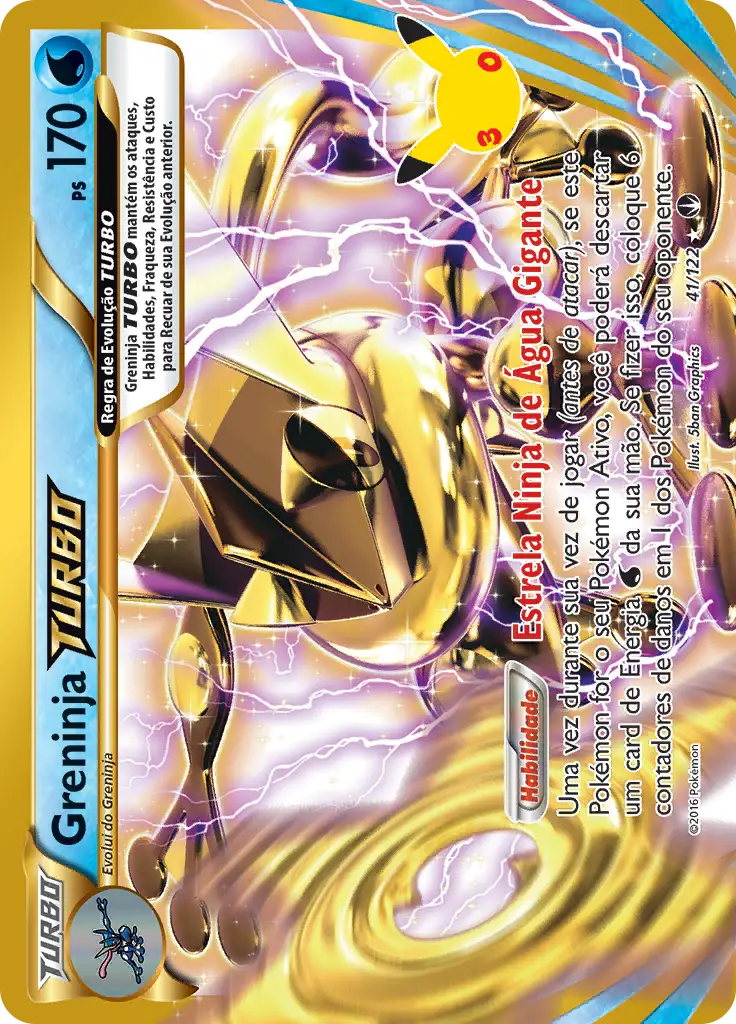 TURBO
Greninja TURBO
PS 170
Evolui do Greninja
Regra de Evolução TURBO
Greninja TURBO mantém os ataques,
Habilidades, Fraqueza, Resistência e Custo
para Recuar de sua Evolução anterior.
30
Habilidade Estrela Ninja de Água Gigante
Uma vez durante sua vez de jogar (antes de atacar), se este
Pokémon for o seu Pokémon Ativo, você poderá descartar
um card de Energia da sua mão. Se fizer isso, coloque 6
contadores de danos em 1 dos Pokémon do seu oponente.
©2016 Pokémon
Illust. 5ban Graphics
41/122